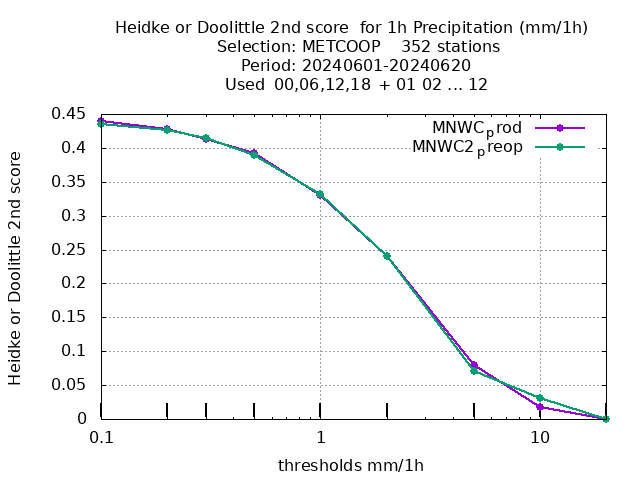 Heidke or Doolittle 2nd score  for 1h Precipitation (mm/1h)
Selection: METCOOP    352 stations
Period: 20240601-20240620
Used  00,06,12,18 + 01 02 ... 12
MNWCprod
MNWC2preop
Heidke or Doolittle 2nd score
0.45
0.4
0.35
0.3
0.25
0.2
0.15
0.1
0.05
0
0.1 1 10
thresholds mm/1h